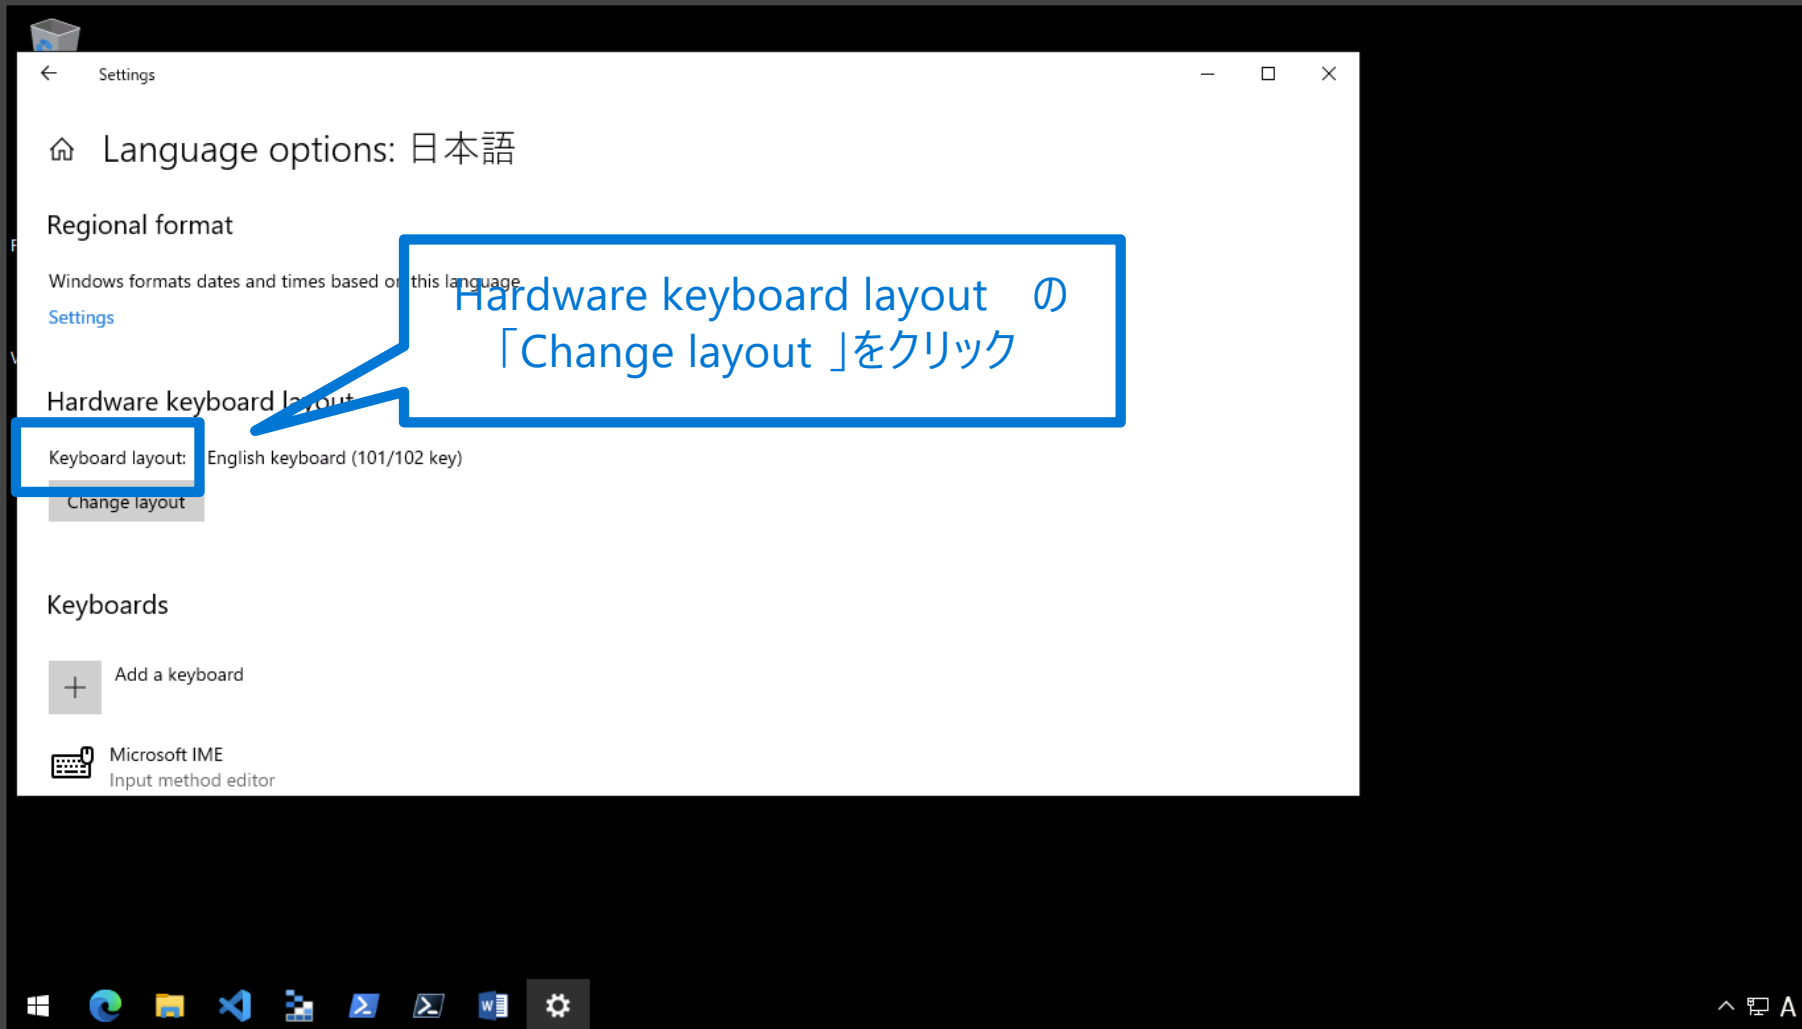 Settings
Language options: 日本語
Regional format
Windows formats dates and times based on this language
Settings
Hardware keyboard layout の
「Change layout 」をクリック
Hardware keyboard layout
Keyboard layout: English keyboard (101/102 key)
Change layout
Keyboards
Add a keyboard
Microsoft IME
Input method editor
A